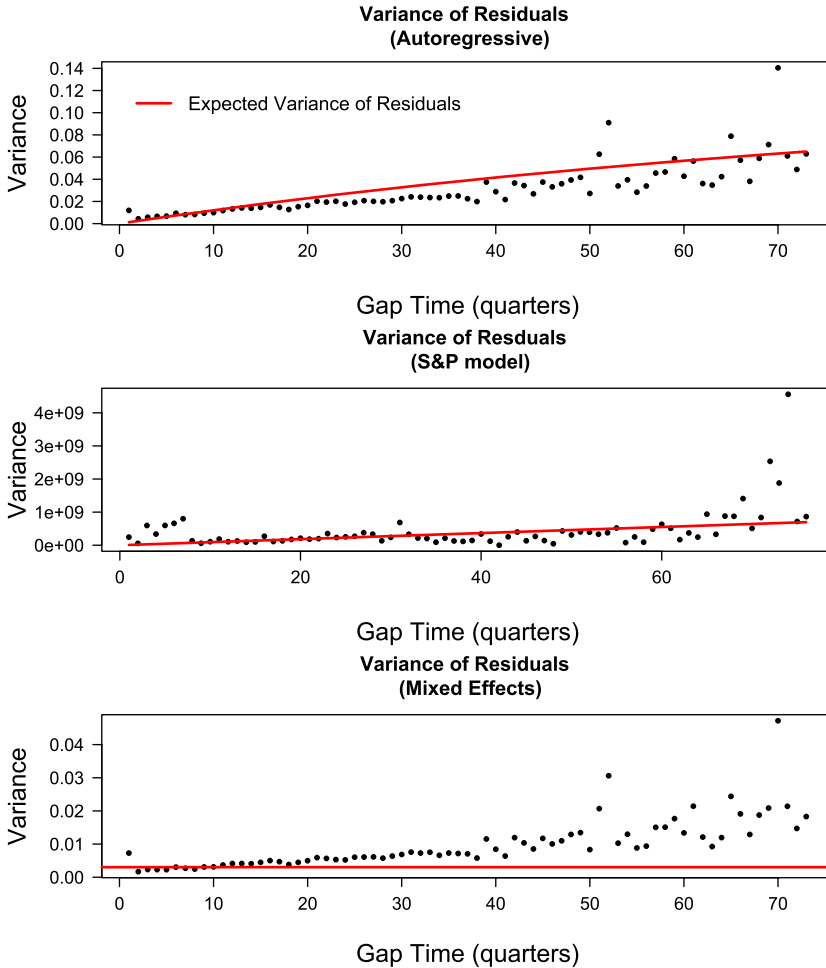 Variance of Residuals
(Autoregressive)
Variance
0.14
0.12
0.10
0.08
0.06
0.04
0.02
0.00
Expected Variance of Residuals
0 10 20 30 40 50 60 70
Gap Time (quarters)
Variance of Resduals
(S&P model)
Variance
4e+09
3e+09
2e+09
1e+09
0e+00
0 20 40 60
Gap Time (quarters)
Variance of Residuals
(Mixed Effects)
Variance
0.04
0.03
0.02
0.01
0.00
0 10 20 30 40 50 60 70
Gap Time (quarters)